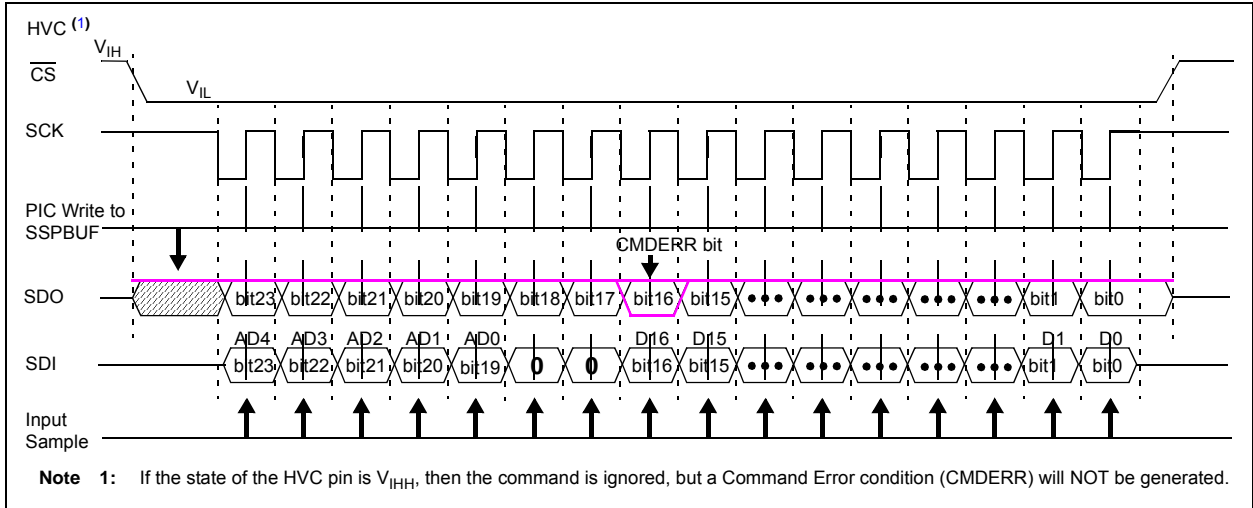 HVC (1)
VIH
CS
VIL
SCK
PIC Write to
SSPBUF
CMDERR bit
SDO bit23 bit22 bit21 bit20 bit19 bit18 bit17 bit16 bit15 ●●● ●●● ●●● ●●● ●●● bit1 bit0
AD4 AD3 AD2 AD1 AD0 D16 D15 D1 D0
SDI bit23 bit22 bit21 bit20 bit19 0 0 bit16 bit15 ●●● ●●● ●●● ●●● ●●● bit1 bit0
Input
Sample
Note 1: If the state of the HVC pin is VIHH, then the command is ignored, but a Command Error condition (CMDERR) will NOT be generated.